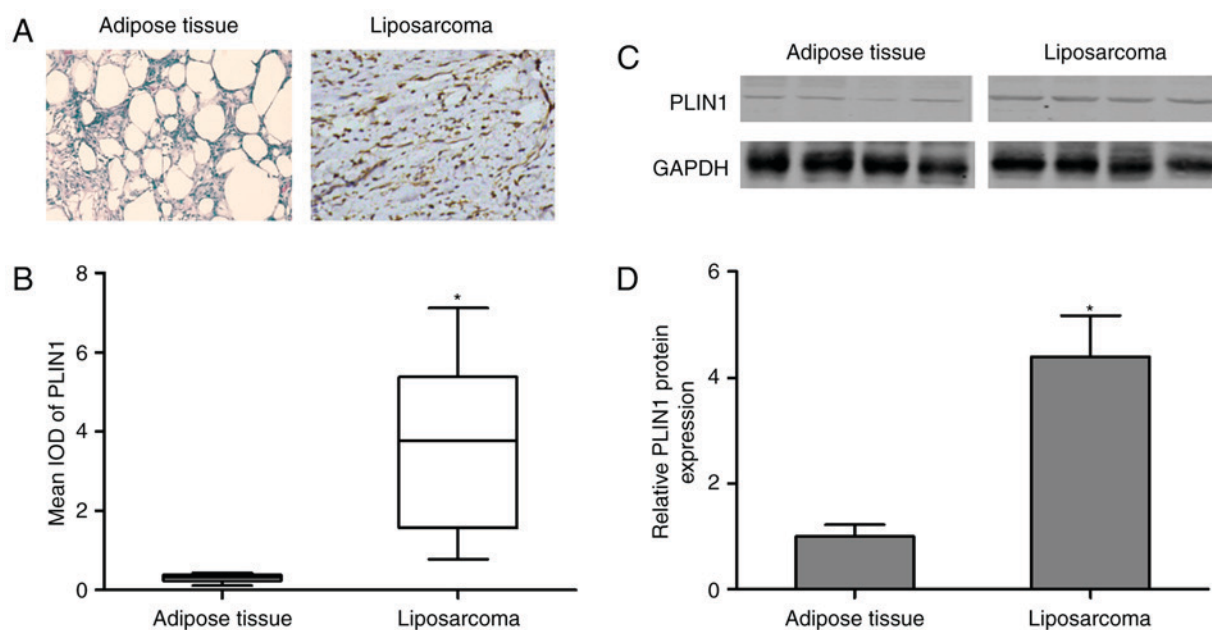 A
Adipose tissue
Liposarcoma
B
8
6
4
2
0
Mean IOD of PLIN1
*
Adipose tissue
Liposarcoma
C
Adipose tissue
Liposarcoma
PLIN1
GAPDH
D
6
4
2
0
Relative PLIN1 protein
expression
*
Adipose tissue
Liposarcoma